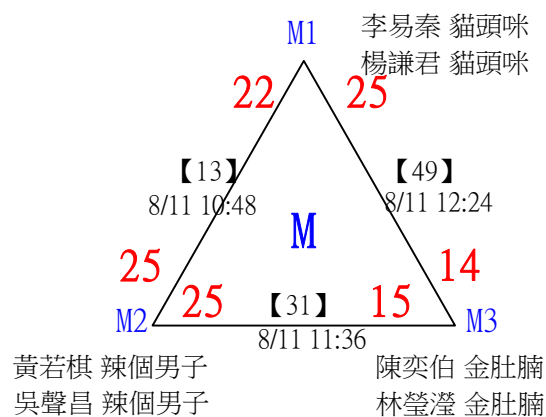 M1
李易秦 貓頭咪
楊謙君 貓頭咪
22
25
【13】
8/11 10:48
【49】
8/11 12:24
M
25
25
【31】
15
14
M2
8/11 11:36
M3
黃若棋 辣個男子
吳聲昌 辣個男子
陳奕伯 金肚腩
林瑩瀅 金肚腩